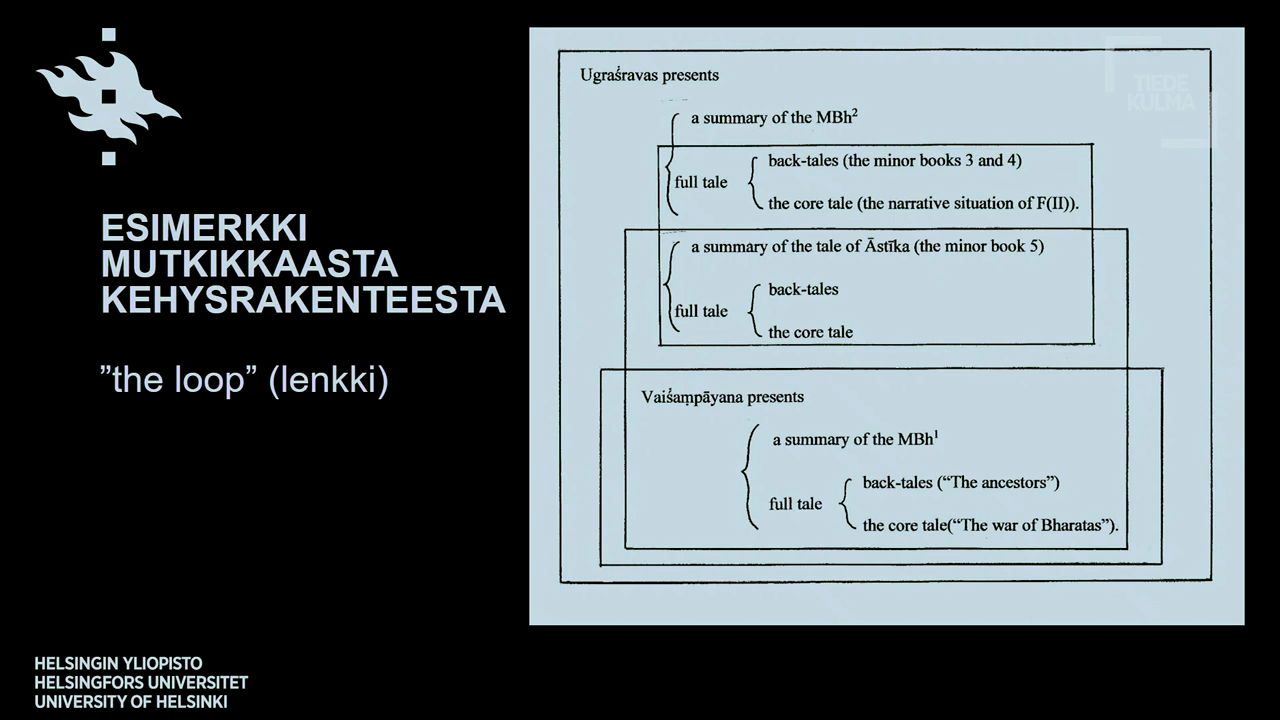 ESIMERKKI
MUTKIKKAASTA
KEHYSRAKENTEESTA
”the loop” (lenkki)
HELSINGIN YLIOPISTO
HELSINGFORS UNIVERSITET
UNIVERSITY OF HELSINKI
TIEDE
KULMA
Ugraśravas presents
a summary of the MBh²
back-tales (the minor books 3 and 4)
full tale
the core tale (the narrative situation of F(II)).
a summary of the tale of Āstīka (the minor book 5)
back-tales
full tale
the core tale
Vaiśaṃpāyana presents
a summary of the MBh¹
back-tales (“The ancestors”)
full tale
the core tale(“The war of Bharatas”).